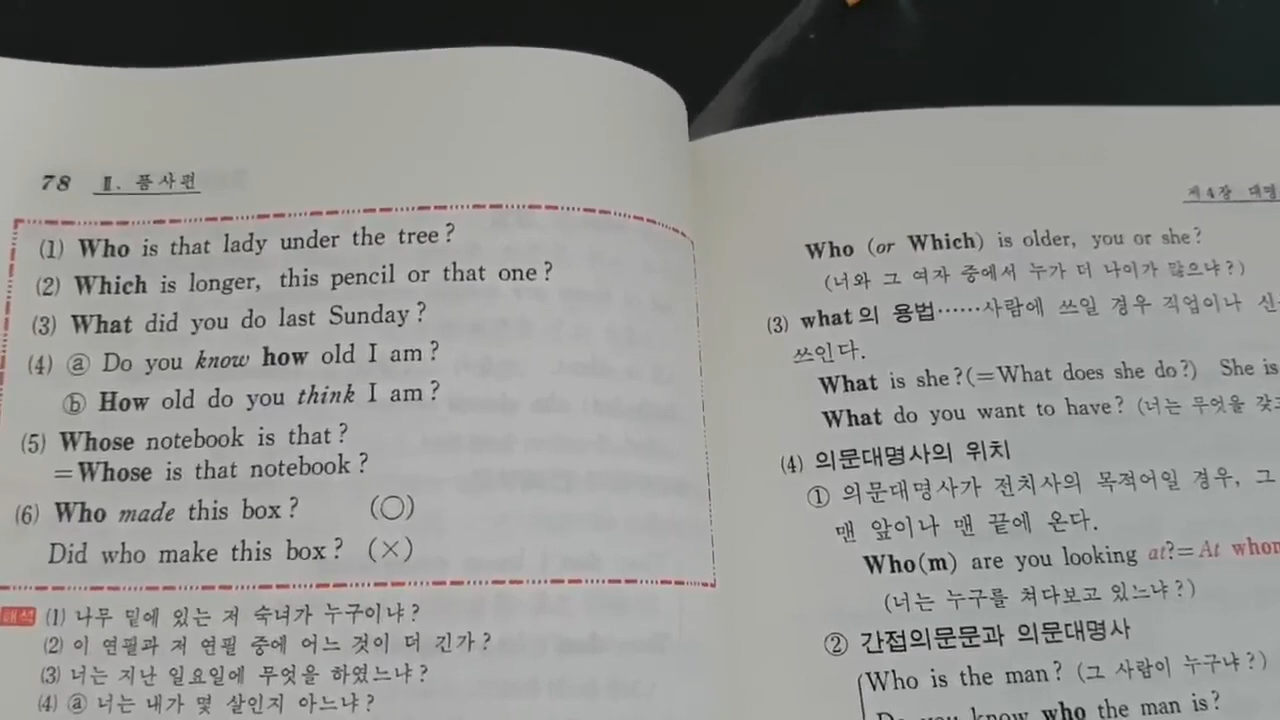 78 Ⅱ. 품사편
(1) Who is that lady under the tree?
(2) Which is longer, this pencil or that one?
(3) What did you do last Sunday?
(4) ⓐ Do you know how old I am?
ⓑ How old do you think I am?
(5) Whose notebook is that?
=Whose is that notebook?
(6) Who made this box? (○)
Did who make this box? (×)
해석 (1) 나무 밑에 있는 저 숙녀가 누구이냐?
(2) 이 연필과 저 연필 중에 어느 것이 더 긴가?
(3) 너는 지난 일요일에 무엇을 하였느냐?
(4) ⓐ 너는 내가 몇 살인지 아느냐?
제4장 대명
Who (or Which) is older, you or she?
(너와 그 여자 중에서 누가 더 나이가 많으냐?)
(3) what의 용법……사람에 쓰일 경우 직업이나 신
쓰인다.
What is she?(=What does she do?) She is
What do you want to have? (너는 무엇을 갖
(4) 의문대명사의 위치
① 의문대명사가 전치사의 목적어일 경우, 그
맨 앞이나 맨 끝에 온다.
Who(m) are you looking at?=At whom
(너는 누구를 쳐다보고 있느냐?)
② 간접의문문과 의문대명사
Who is the man? (그 사람이 누구냐?)
Do you know who the man is?